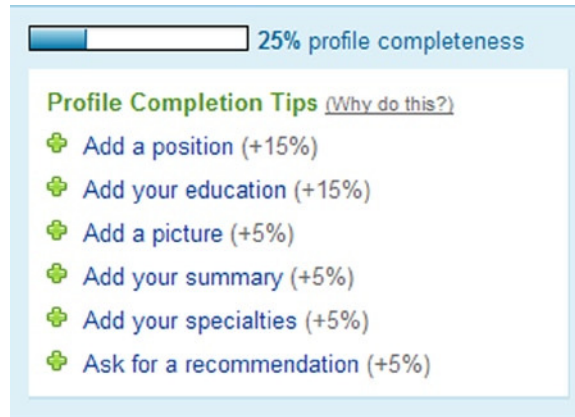 25% profile completeness
Profile Completion Tips (Why do this?)
Add a position (+15%)
Add your education (+15%)
Add a picture (+5%)
Add your summary (+5%)
Add your specialties (+5%)
Ask for a recommendation (+5%)